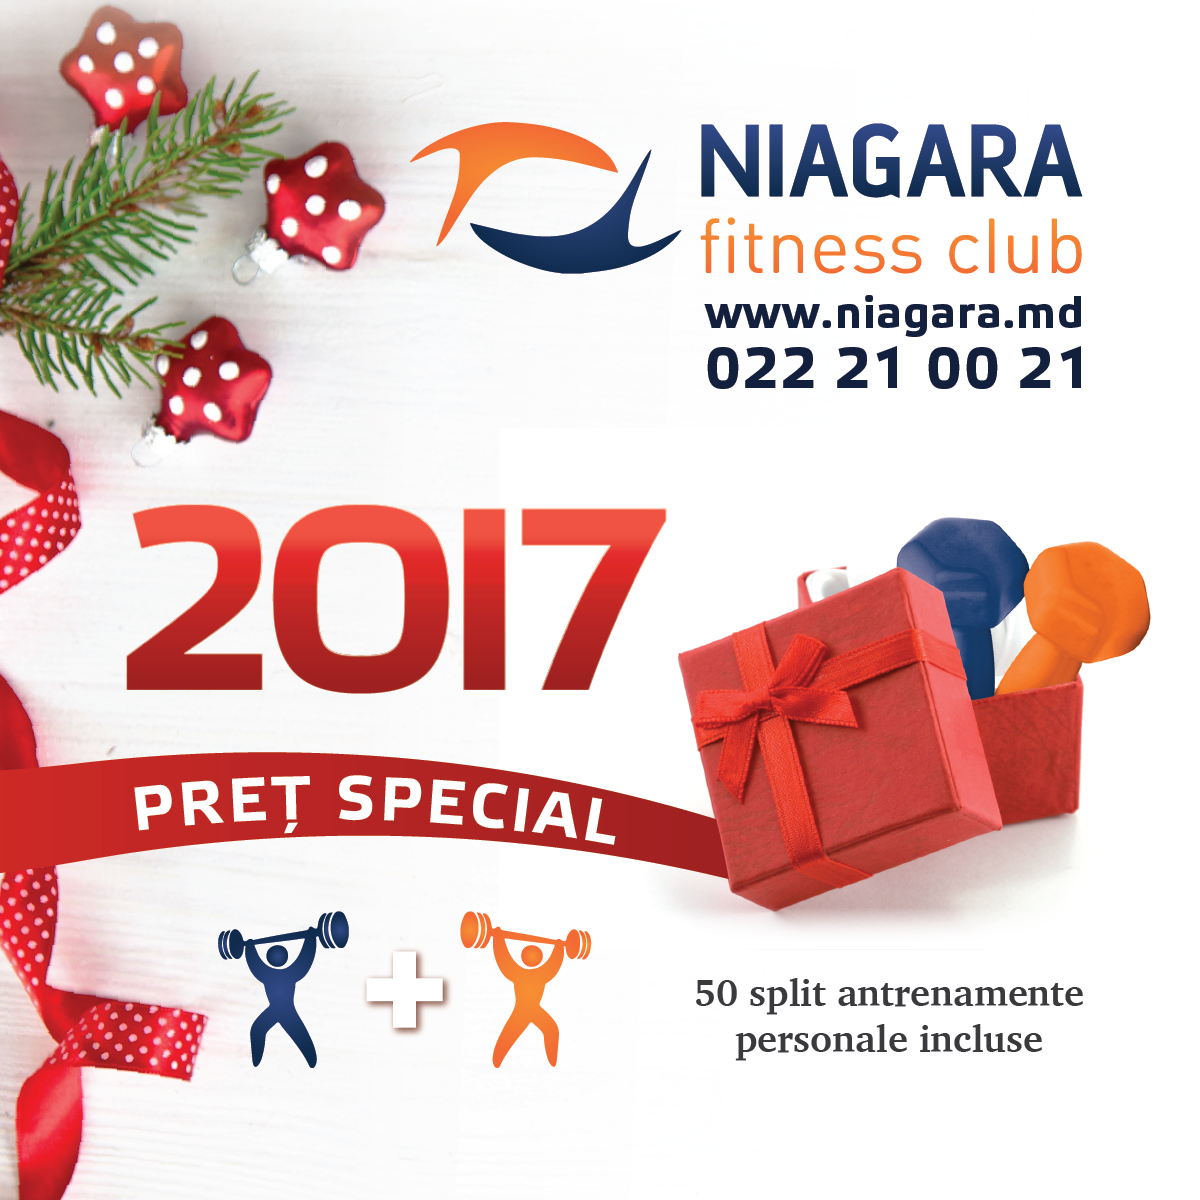 NIAGARA
fitness club
www.niagara.md
022 21 00 21
2017
PREȚ SPECIAL
50 split antrenamente
personale incluse